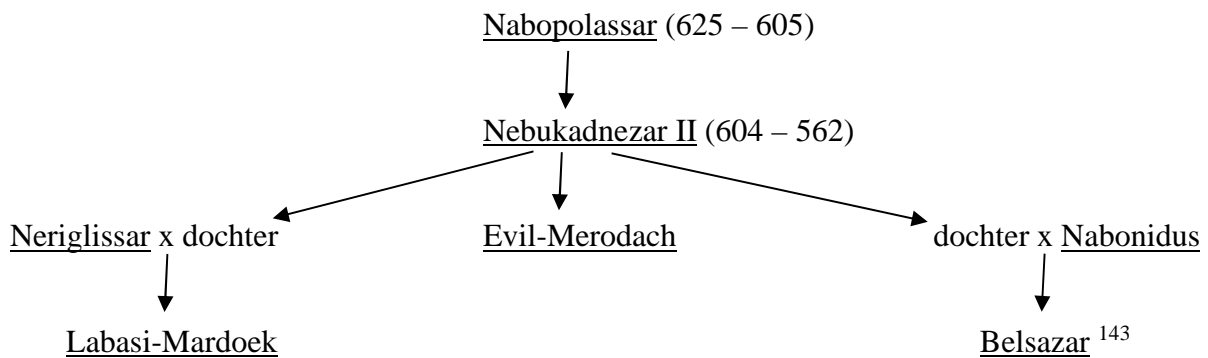 Nabopolassar (625 – 605)
Nebukadnezar II (604 – 562)
Neriglissar x dochter Evil-Merodach dochter x Nabonidus
Labasi-Mardoek Belsazar 143